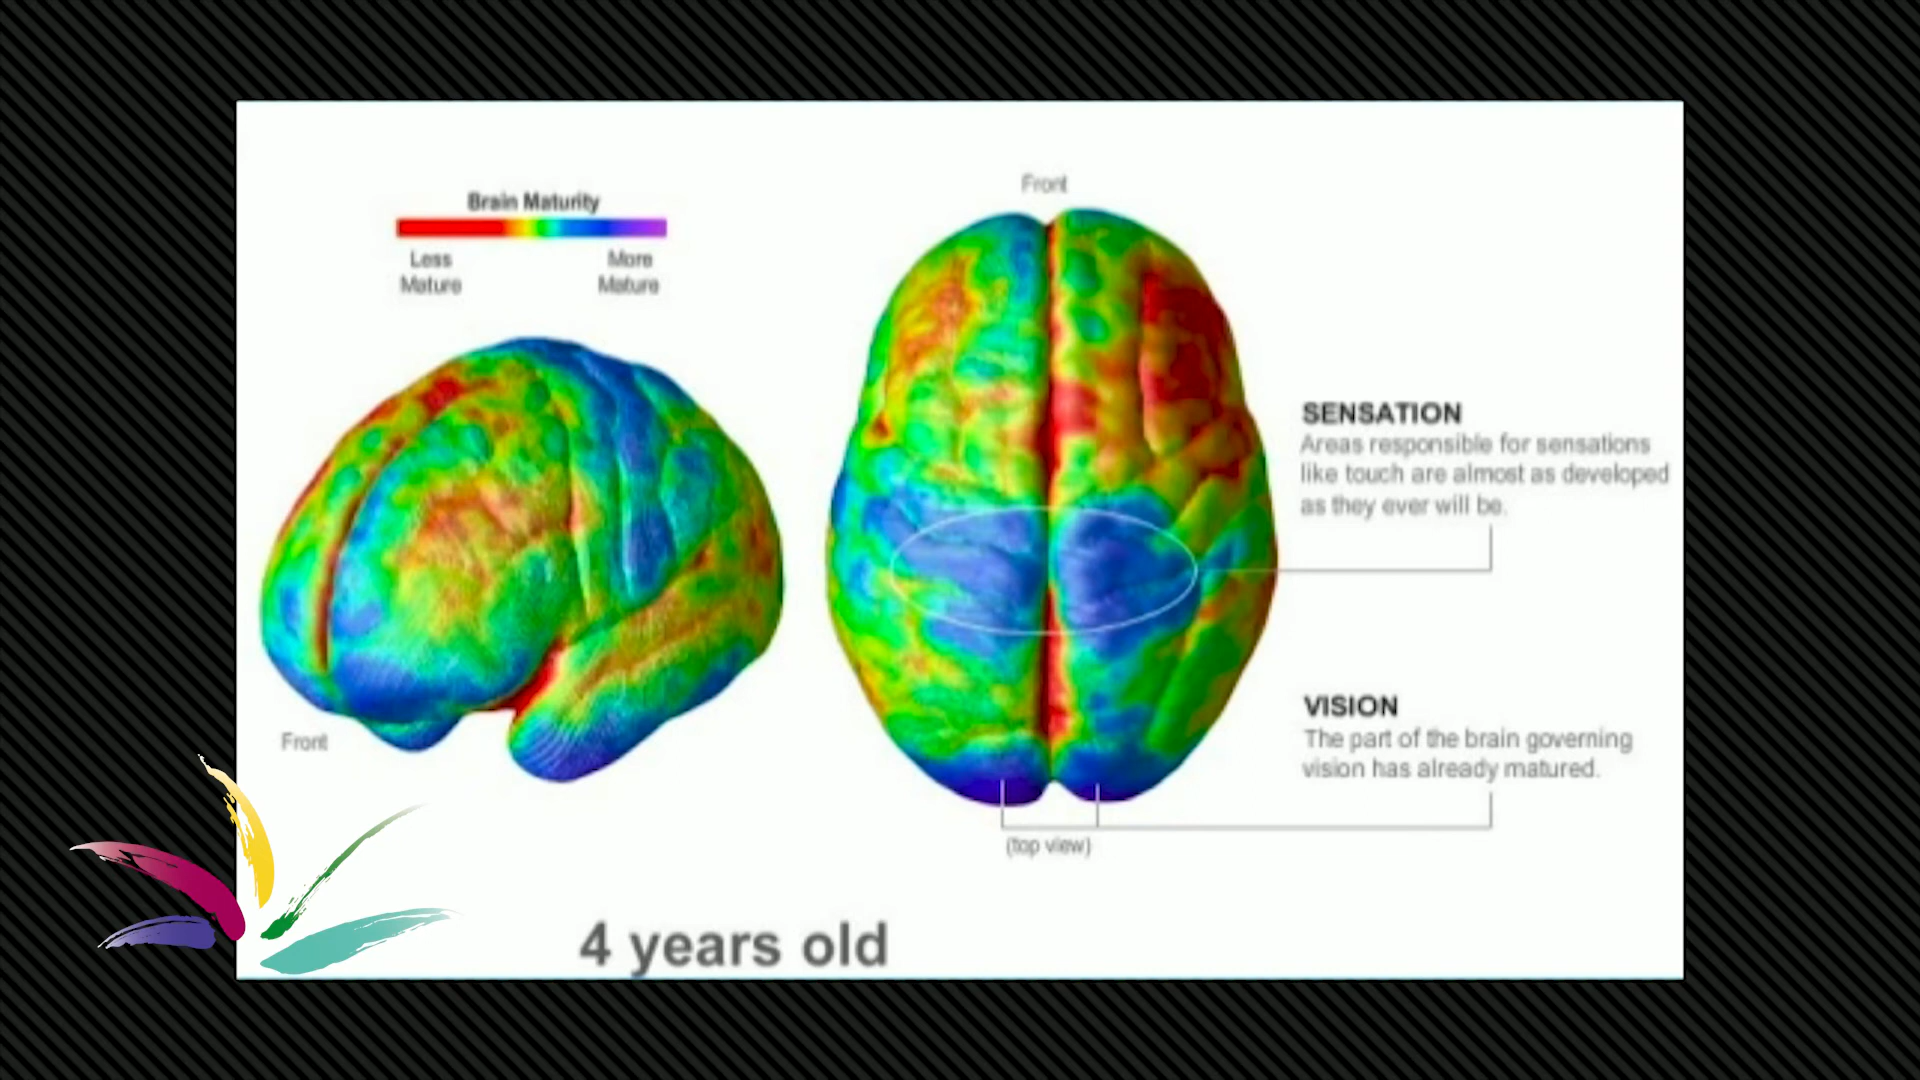 Brain Maturity
Less
Mature
More
Mature
Front
Front
SENSATION
Areas responsible for sensations
like touch are almost as developed
as they ever will be.
VISION
The part of the brain governing
vision has already matured.
(top view)
4 years old